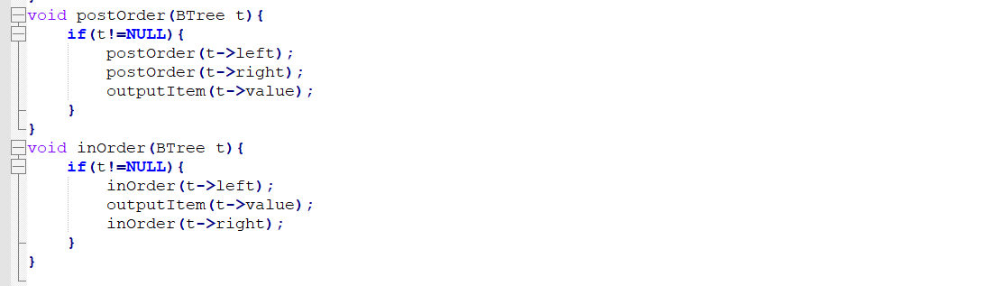 void postOrder(BTree t){
    if(t!=NULL){
        postOrder(t->left);
        postOrder(t->right);
        outputItem(t->value);
    }
}
void inOrder(BTree t){
    if(t!=NULL){
        inOrder(t->left);
        outputItem(t->value);
        inOrder(t->right);
    }
}